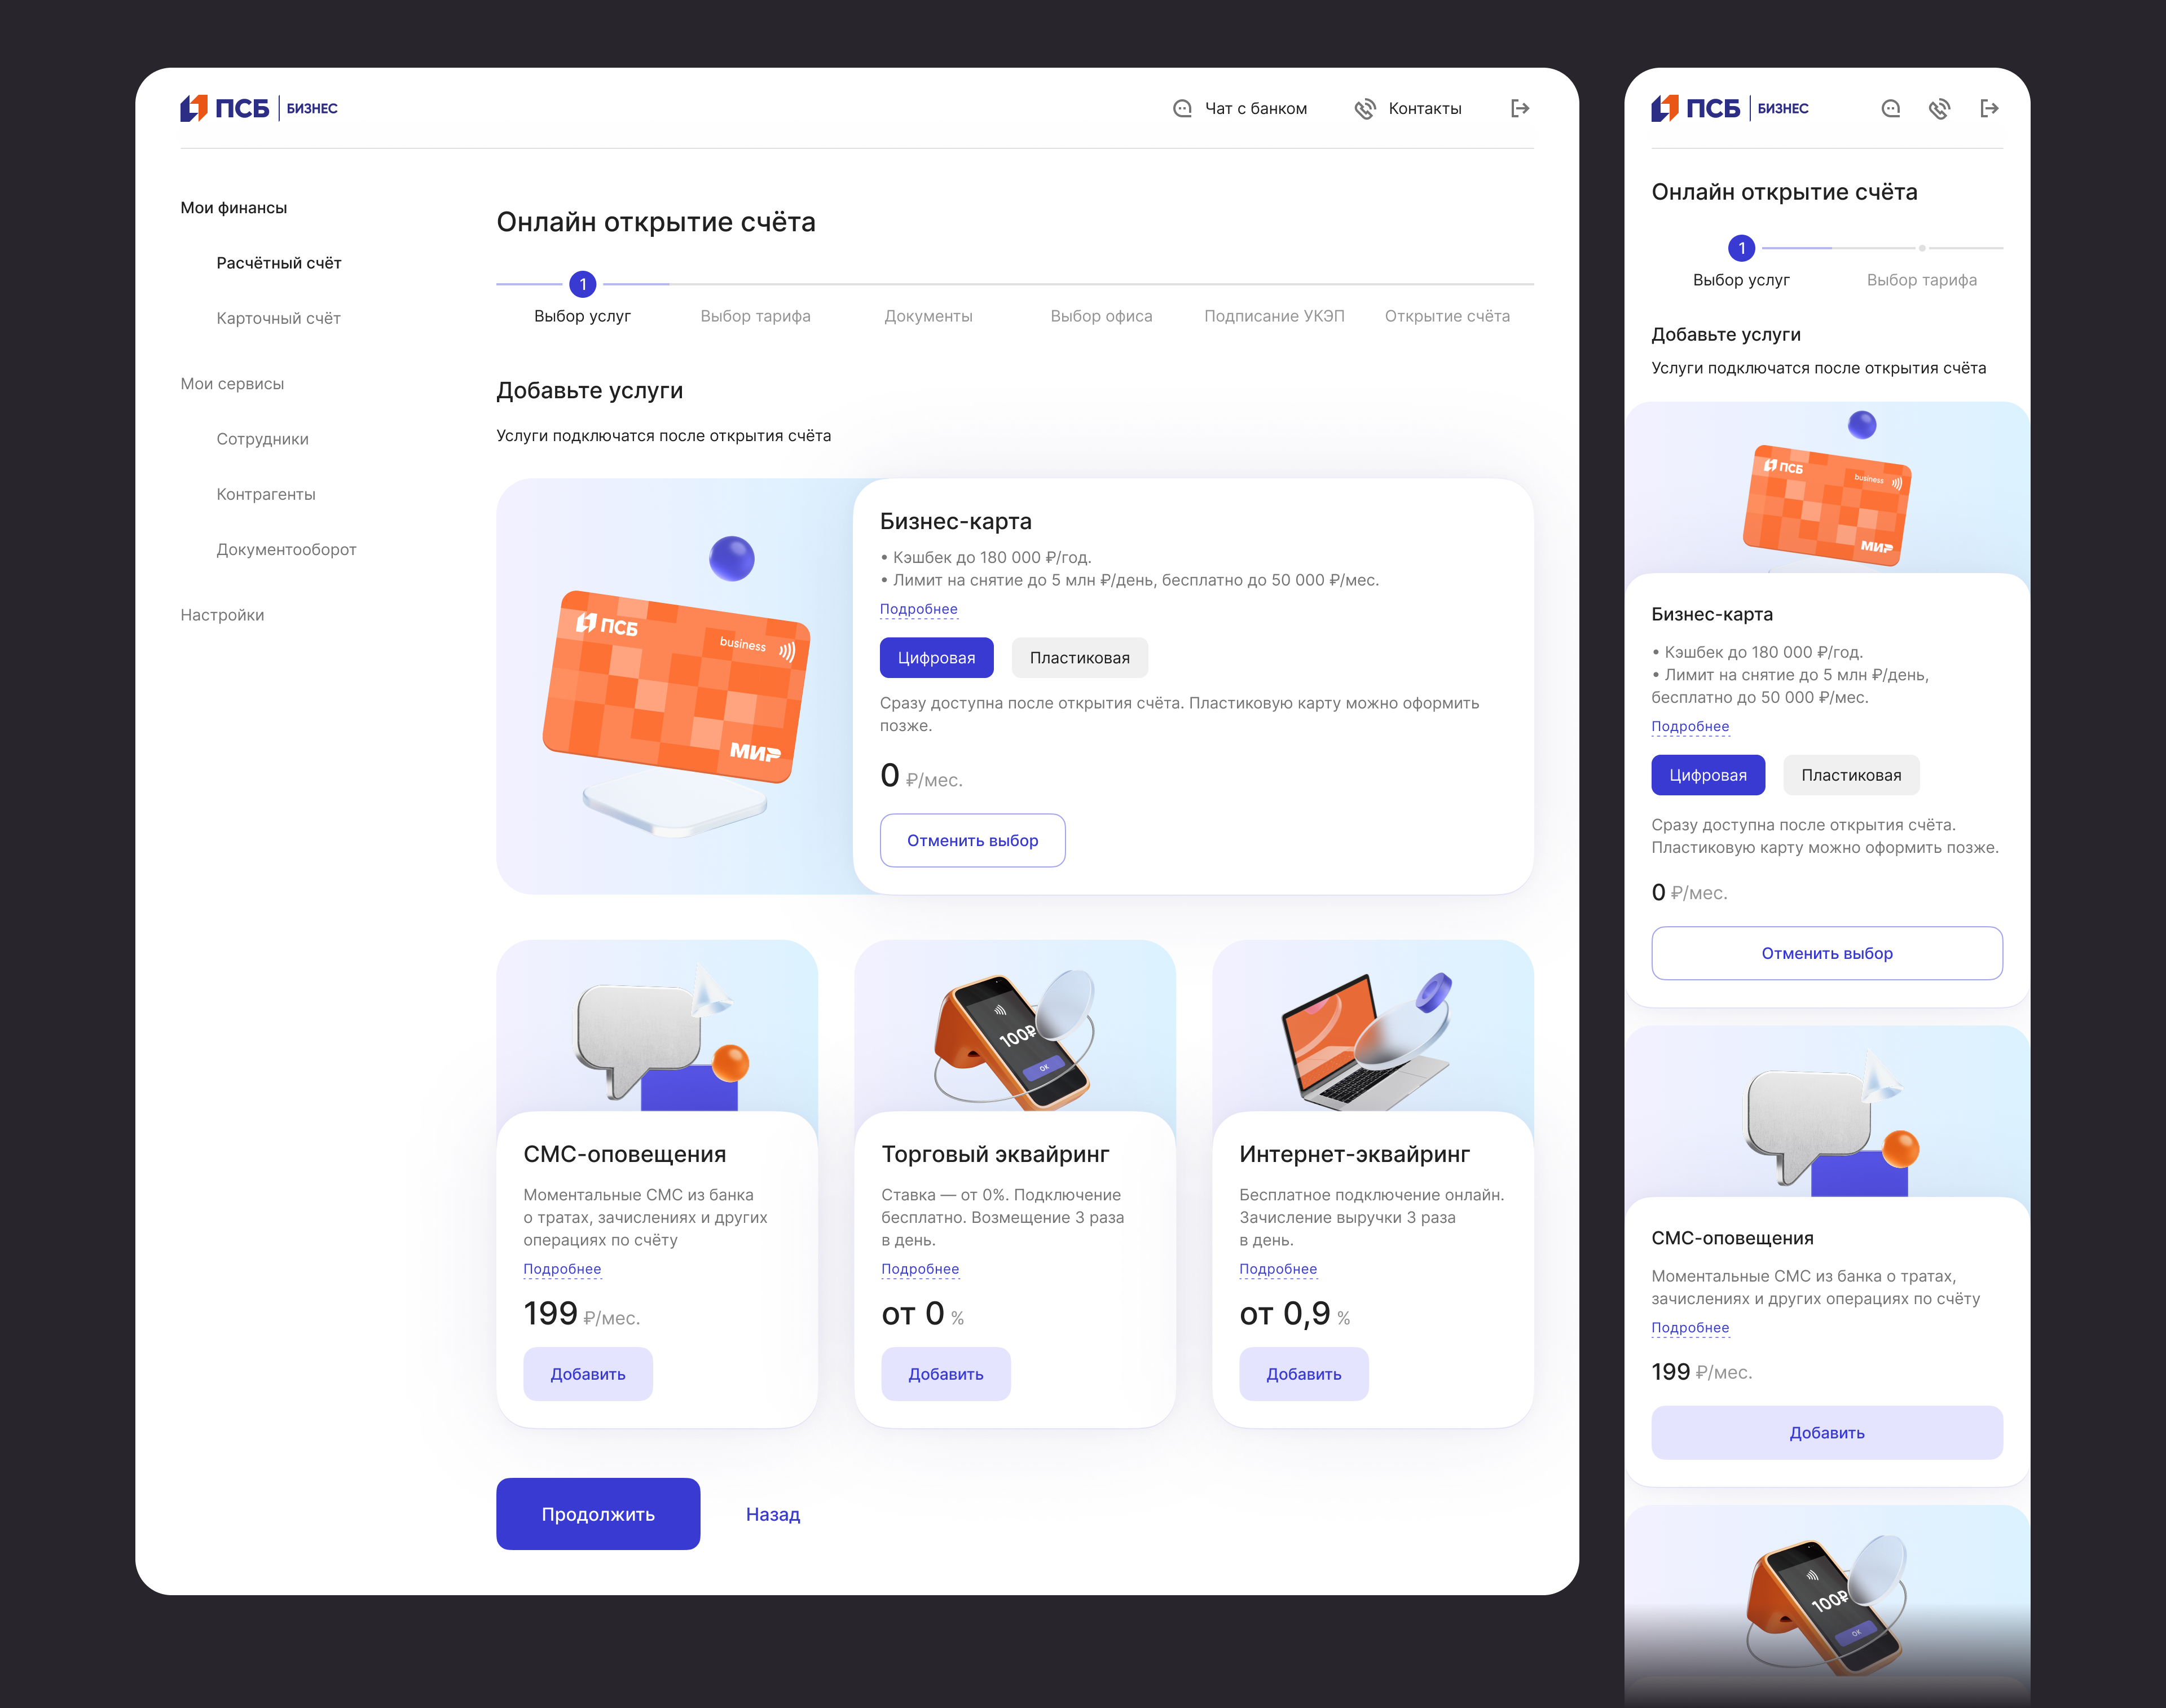 ПСБ БИЗНЕС
Чат с банком
Контакты
Мои финансы
Расчётный счёт
Карточный счёт
Мои сервисы
Сотрудники
Контрагенты
Документооборот
Настройки
Онлайн открытие счёта
1
Выбор услуг
Выбор тарифа
Документы
Выбор офиса
Подписание УКЭП
Открытие счёта
Добавьте услуги
Услуги подключатся после открытия счёта
ПСБ
business
МИР
Бизнес-карта
• Кэшбек до 180 000 ₽/год.
• Лимит на снятие до 5 млн ₽/день, бесплатно до 50 000 ₽/мес.
Подробнее
Цифровая
Пластиковая
Сразу доступна после открытия счёта. Пластиковую карту можно оформить
позже.
0 ₽/мес.
Отменить выбор
СМС-оповещения
Моментальные СМС из банка
о тратах, зачислениях и других
операциях по счёту
Подробнее
199 ₽/мес.
Добавить
100₽
OK
Торговый эквайринг
Ставка — от 0%. Подключение
бесплатно. Возмещение 3 раза
в день.
Подробнее
от 0 %
Добавить
Интернет-эквайринг
Бесплатное подключение онлайн.
Зачисление выручки 3 раза
в день.
Подробнее
от 0,9 %
Добавить
Продолжить
Назад
ПСБ БИЗНЕС
Онлайн открытие счёта
1
Выбор услуг
Выбор тарифа
Добавьте услуги
Услуги подключатся после открытия счёта
ПСБ
business
МИР
Бизнес-карта
• Кэшбек до 180 000 ₽/год.
• Лимит на снятие до 5 млн ₽/день,
бесплатно до 50 000 ₽/мес.
Подробнее
Цифровая
Пластиковая
Сразу доступна после открытия счёта.
Пластиковую карту можно оформить позже.
0 ₽/мес.
Отменить выбор
СМС-оповещения
Моментальные СМС из банка о тратах,
зачислениях и других операциях по счёту
Подробнее
199 ₽/мес.
Добавить
100₽
OK